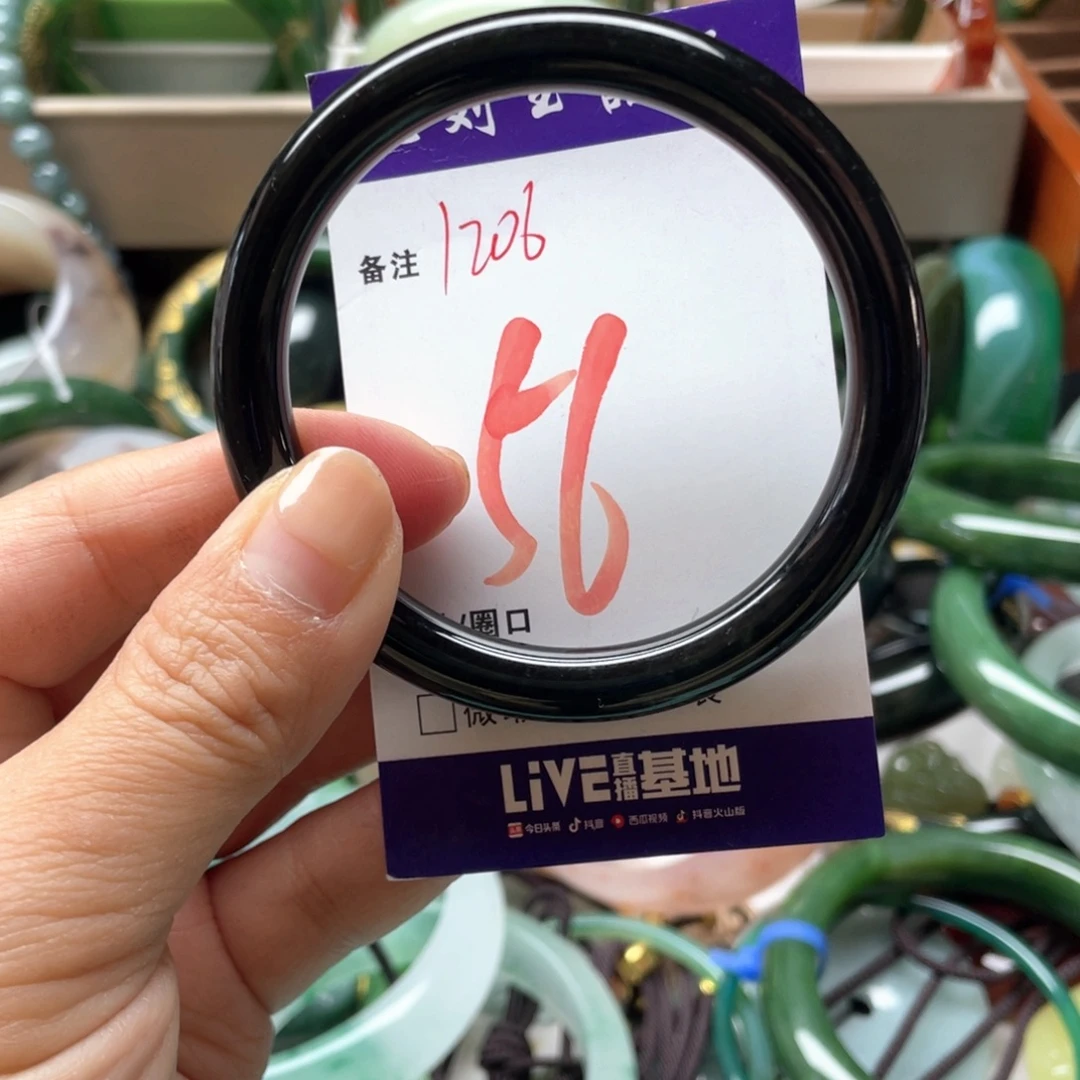 备注 1206
56
/圈口
LiVE直播基地
今日头条 抖音 西瓜视频 抖音火山版